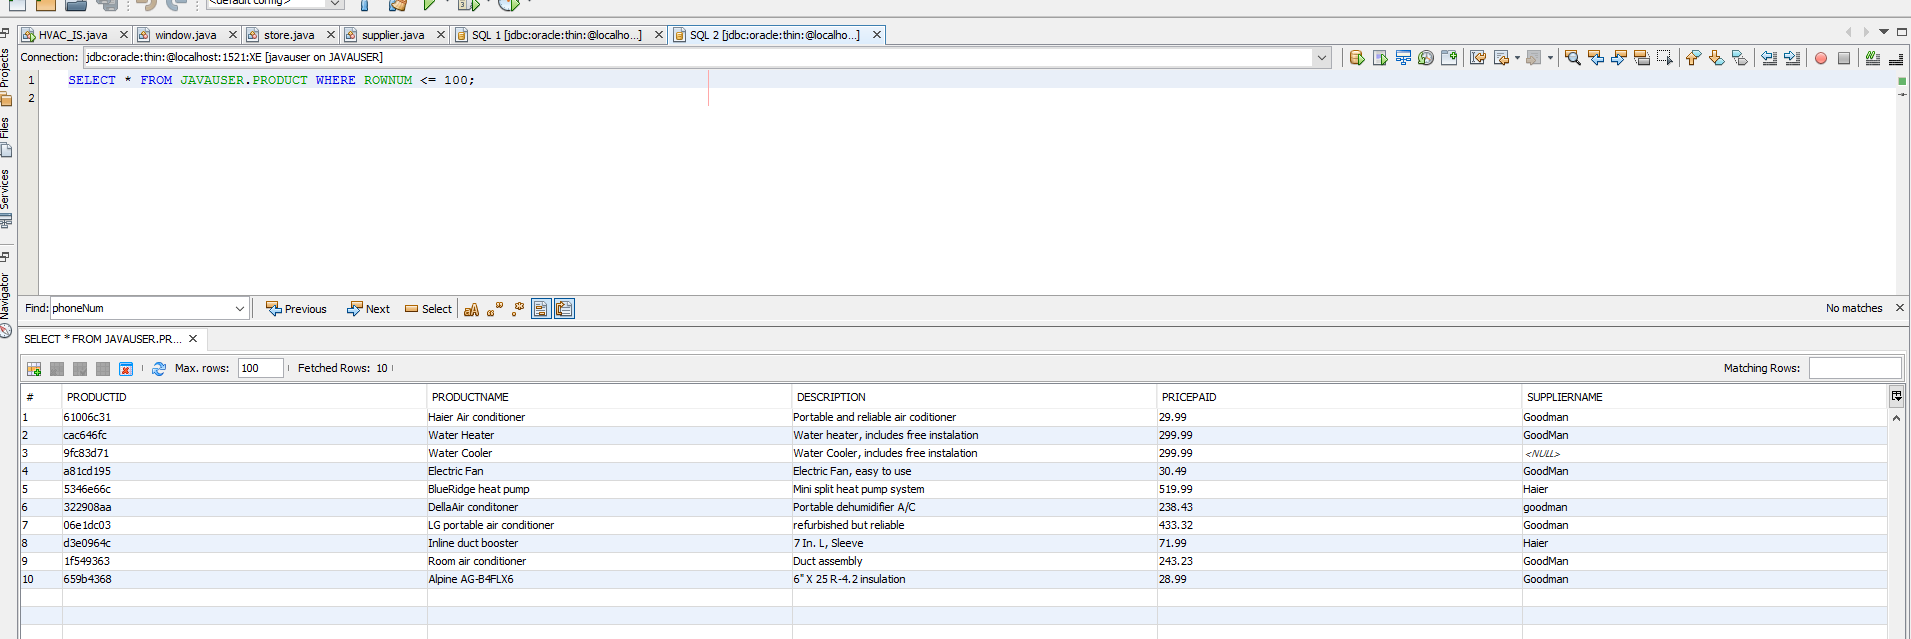 <default config>
HVAC_IS.java window.java store.java supplier.java SQL 1 [jdbc:oracle:thin:@localho...] SQL 2 [jdbc:oracle:thin:@localho...]
Connection: jdbc:oracle:thin:@localhost:1521:XE [javauser on JAVAUSER]
1 SELECT * FROM JAVAUSER.PRODUCT WHERE ROWNUM <= 100;
2
Projects
Files
Services
Navigator
Find: phoneNum Previous Next Select No matches
SELECT * FROM JAVAUSER.PR...
Max. rows: 100 Fetched Rows: 10 Matching Rows:
# PRODUCTID PRODUCTNAME DESCRIPTION PRICEPAID SUPPLIERNAME
1 61006c31 Haier Air conditioner Portable and reliable air coditioner 29.99 Goodman
2 cac646fc Water Heater Water heater, includes free instalation 299.99 GoodMan
3 9fc83d71 Water Cooler Water Cooler, includes free instalation 299.99 <NULL>
4 a81cd195 Electric Fan Electric Fan, easy to use 30.49 GoodMan
5 5346e66c BlueRidge heat pump Mini split heat pump system 519.99 Haier
6 322908aa DellaAir conditoner Portable dehumidifier A/C 238.43 goodman
7 06e1dc03 LG portable air conditioner refurbished but reliable 433.32 Goodman
8 d3e0964c Inline duct booster 7 In. L, Sleeve 71.99 Haier
9 1f549363 Room air conditioner Duct assembly 243.23 GoodMan
10 659b4368 Alpine AG-B4FLX6 6" X 25 R-4.2 insulation 28.99 Goodman